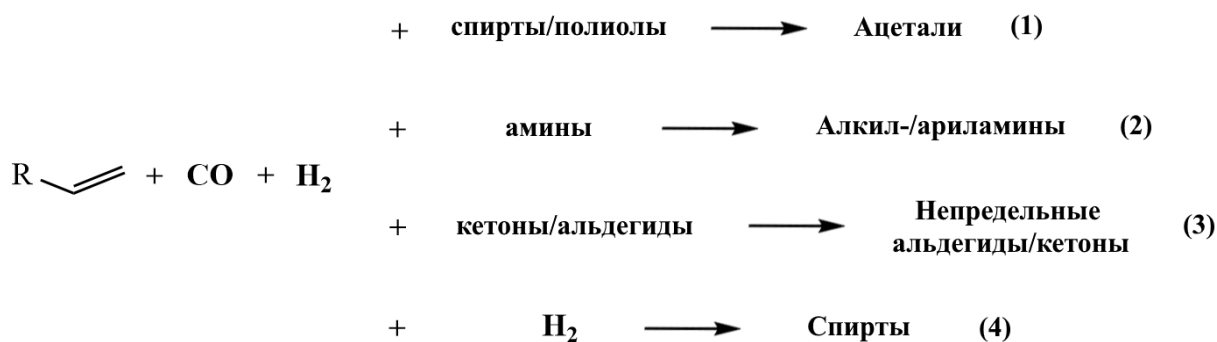 + спирты/полиолы Ацетали (1)
+ амины Алкил-/ариламины (2)
R + CO + H2
+ кетоны/альдегиды Непредельные альдегиды/кетоны (3)
+ H2 Спирты (4)